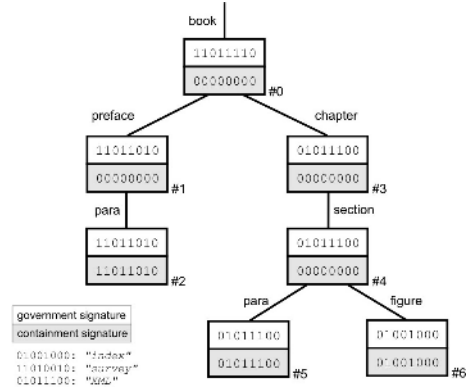 book
11011110
00000000
#0
preface
chapter
11011010
00000000
#1
01011100
00000000
#3
para
section
11011010
11011010
#2
01011100
00000000
#4
para
figure
01011100
01011100
#5
01001000
01001000
#6
government signature
containment signature
01001000: "index"
11010010: "survey"
01011100: "XML"